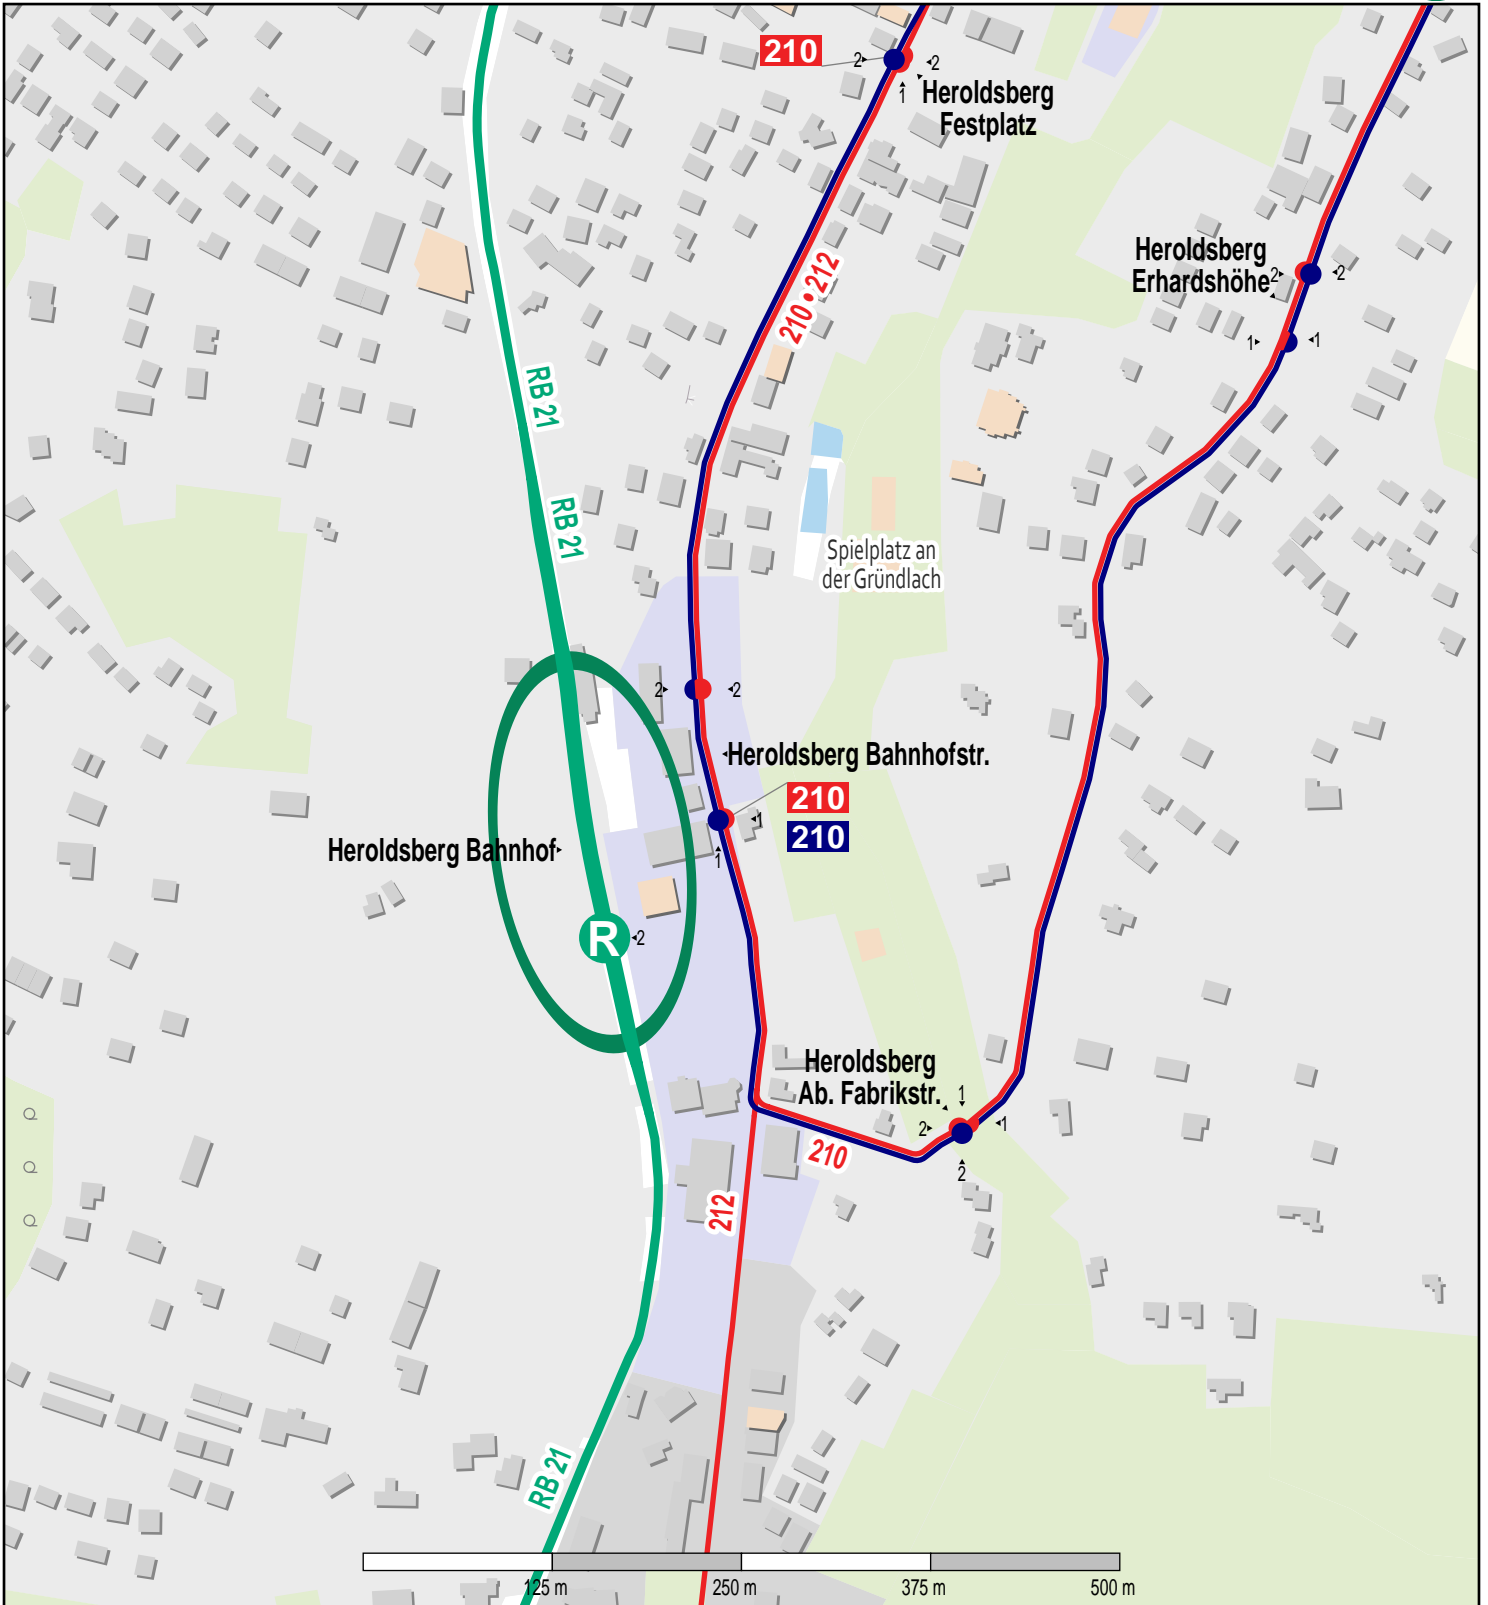 210
2
2
1
Heroldsberg
Festplatz
Heroldsberg
Erhardshöhe
2
2
1
1
210 • 212
RB 21
RB 21
Spielplatz an
der Gründlach
2
2
Heroldsberg Bahnhofstr.
210
210
1
1
Heroldsberg Bahnhof
R
2
Heroldsberg
Ab. Fabrikstr.
1
2
1
2
210
212
RB 21
125 m
250 m
375 m
500 m